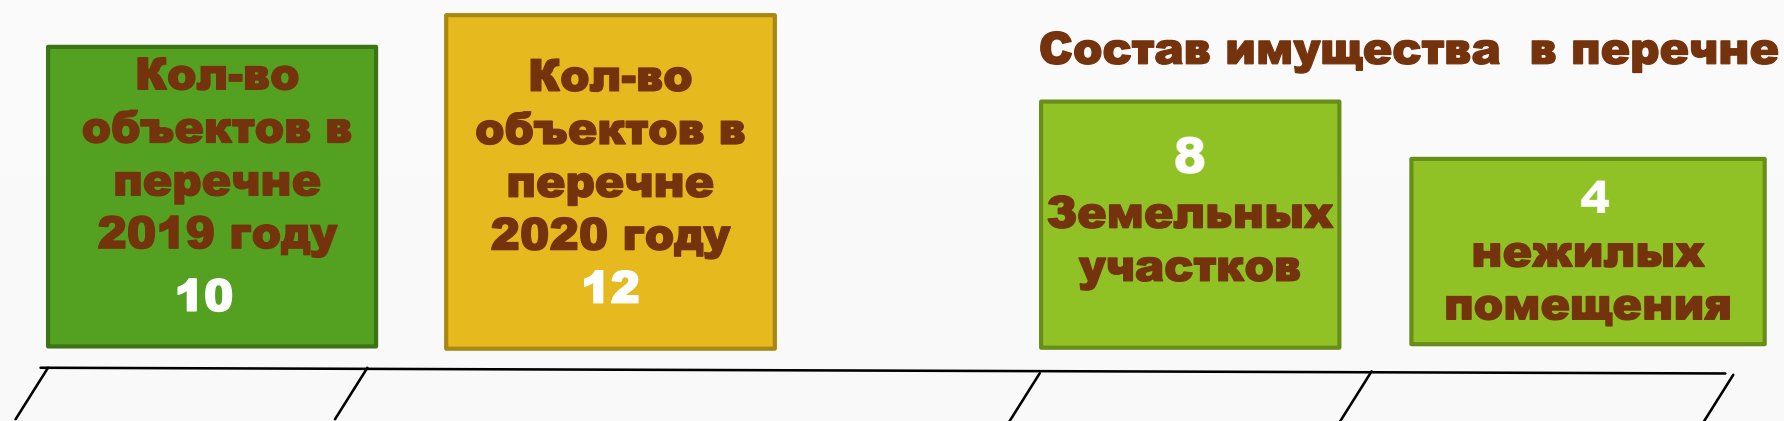 Кол-во
объектов в
перечне
2019 году
10
Кол-во
объектов в
перечне
2020 году
12
Состав имущества в перечне
8
Земельных
участков
4
нежилых
помещения